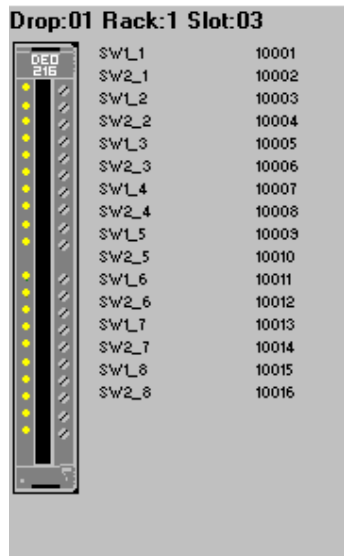 Drop:01 Rack:1 Slot:03
DEO
216
SW1_1 10001
SW2_1 10002
SW1_2 10003
SW2_2 10004
SW1_3 10005
SW2_3 10006
SW1_4 10007
SW2_4 10008
SW1_5 10009
SW2_5 10010
SW1_6 10011
SW2_6 10012
SW1_7 10013
SW2_7 10014
SW1_8 10015
SW2_8 10016